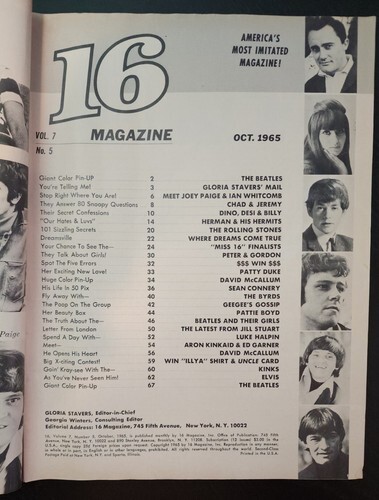 16
AMERICA'S
MOST IMITATED
MAGAZINE!
VOL. 7
No. 5
MAGAZINE
OCT. 1965
Giant Color Pin-UP 2 THE BEATLES
You're Telling Me! 3 GLORIA STAVERS' MAIL
Stop Right Where You Are! 6 MEET JOEY PAIGE & IAN WHITCOMB
They Answer 80 Snoopy Questions 8 CHAD & JEREMY
Their Secret Confessions 10 DINO, DESI & BILLY
"Our Hates & Luvs" 14 HERMAN & HIS HERMITS
101 Sizzling Secrets 20 THE ROLLING STONES
Dreamsville 22 WHERE DREAMS COME TRUE
Your Chance To See The— 24 "MISS 16" FINALISTS
They Talk About Girls! 30 PETER & GORDON
Spot The Five Errors 32 $$$ WIN $$$
Her Exciting New Level! 33 PATTY DUKE
Huge Color Pin-Up 34 DAVID McCALLUM
His Life In 50 Pix 36 SEAN CONNERY
Fly Away With— 40 THE BYRDS
The Poop On The Group 42 GEEGEE'S GOSSIP
Her Beauty Box 44 PATTIE BOYD
The Truth About The— 46 BEATLES AND THEIR GIRLS
Letter From London 50 THE LATEST FROM JILL STUART
Spend A Day With— 52 LUKE HALPIN
Meet— 54 ARON KINKAID & ED GARNER
He Opens His Heart 56 DAVID McCALLUM
Big X-citing Contest! 59 WIN "ILLYA" SHIRT & UNCLE CARD
Goin' Kray-see With The— 60 KINKS
As You've Never Seen Him! 62 ELVIS
Giant Color Pin-Up 67 THE BEATLES
Paige
GLORIA STAVERS, Editor-in-Chief
Georgia Winters, Consulting Editor
Editorial Address: 16 Magazine, 745 Fifth Avenue, New York, N. Y. 10022